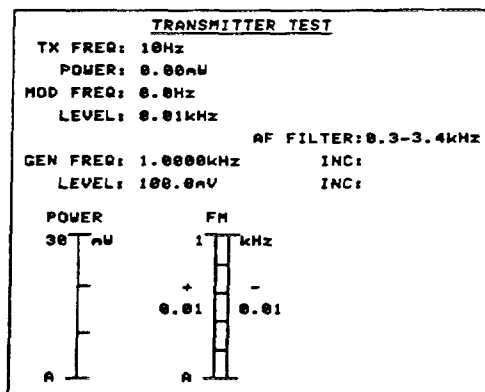 TRANSMITTER TEST
TX FREQ: 10Hz
POWER: 0.00mW
MOD FREQ: 0.0Hz
LEVEL: 0.01kHz
AF FILTER:0.3-3.4kHz
GEN FREQ: 1.0000kHz INC:
LEVEL: 100.0mV INC:
POWER FM
30 mW 1 kHz
+ -
0.01 0.01
A A